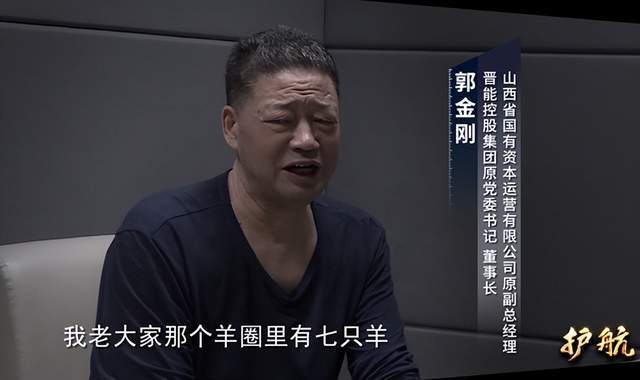 山西省国有资本运营有限公司原副总经理
晋能控股集团原党委书记 董事长
郭金刚
我老大家那个羊圈里有七只羊
护航